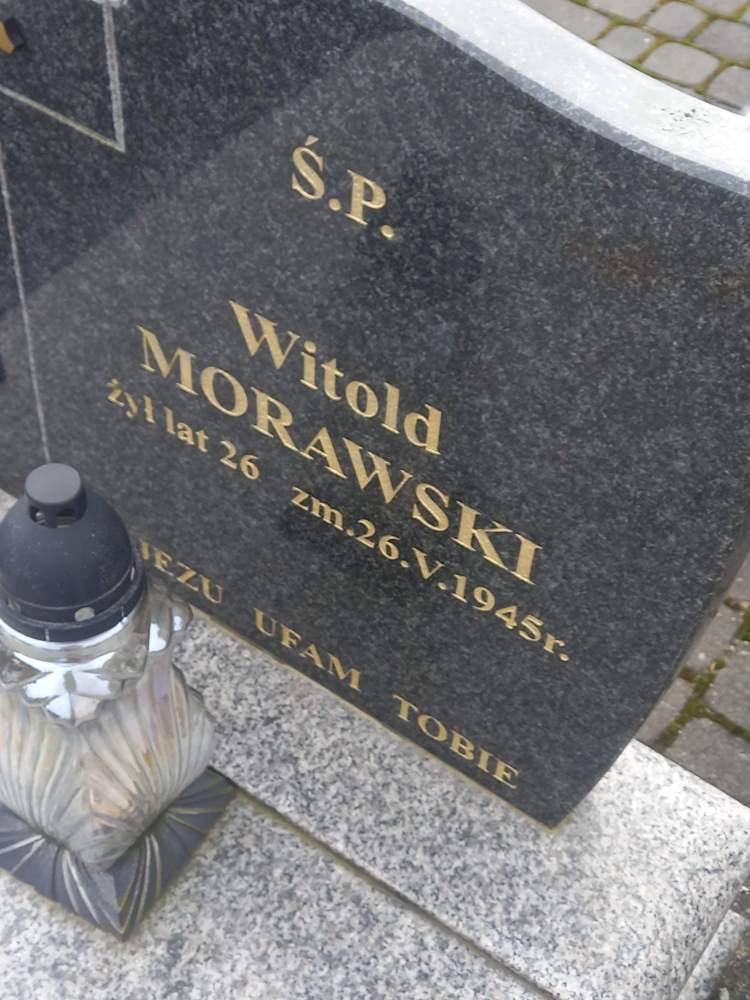 Ś.P.
Witold
MORAWSKI
żył lat 26 zm.26.V.1945r.
JEZU UFAM TOBIE